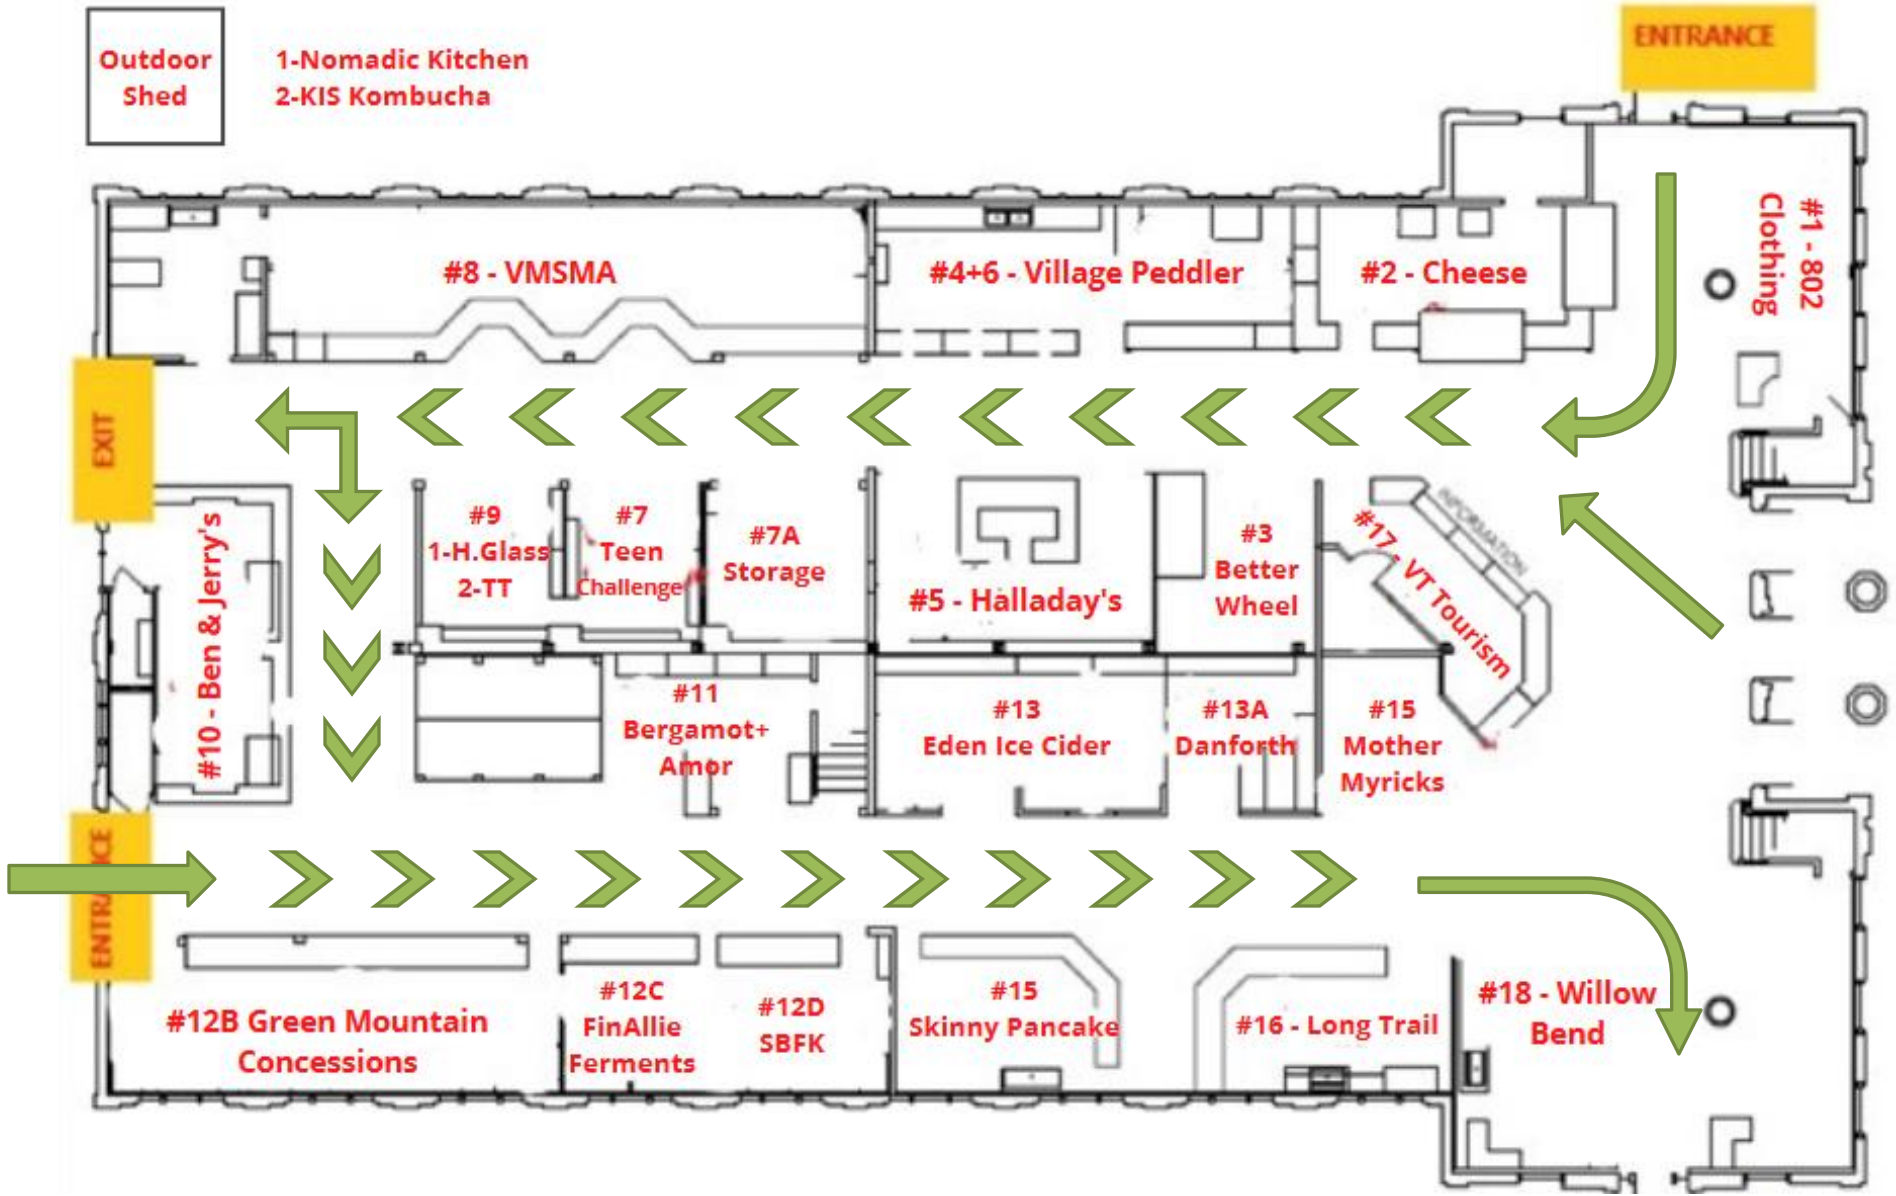 Outdoor
Shed
1-Nomadic Kitchen
2-KIS Kombucha
ENTRANCE
#1 - 802
Clothing
#8 - VMSMA
#4+6 - Village Peddler
#2 - Cheese
EXIT
#10 - Ben & Jerry's
#9
1-H.Glass
2-TT
#7
Teen
Challenge
#7A
Storage
#5 - Halladay's
#3
Better
Wheel
INFORMATION
#17 - VT Tourism
#11
Bergamot+
Amor
#13
Eden Ice Cider
#13A
Danforth
#15
Mother
Myricks
ENTRANCE
#12B Green Mountain
Concessions
#12C
FinAllie
Ferments
#12D
SBFK
#15
Skinny Pancake
#16 - Long Trail
#18 - Willow
Bend